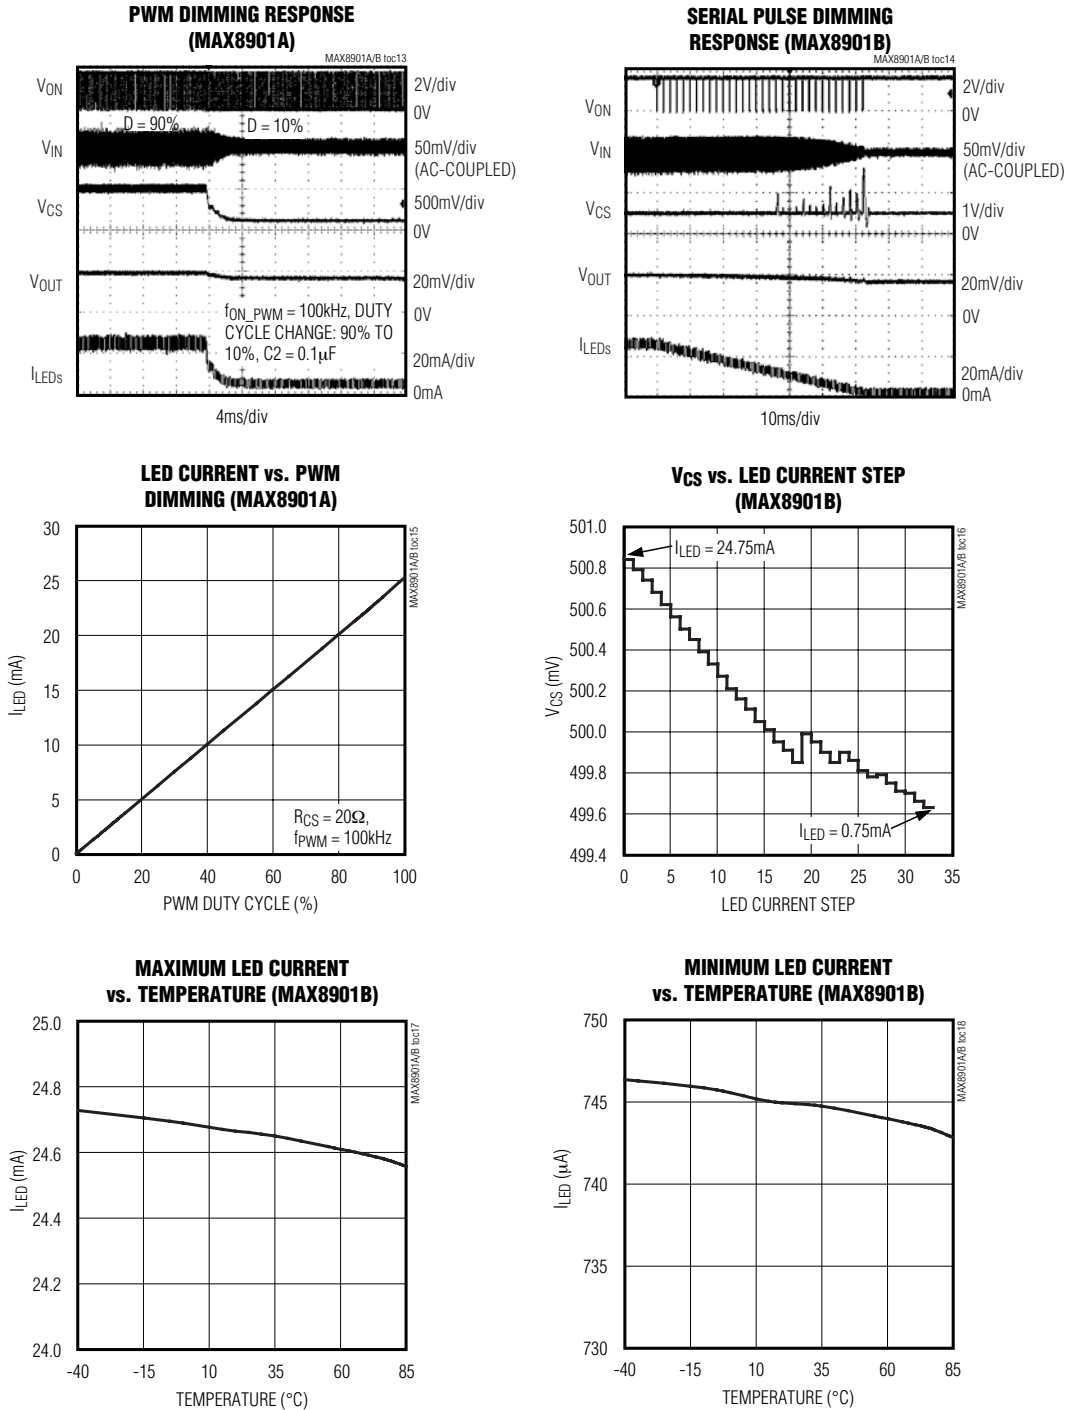 PWM DIMMING RESPONSE
(MAX8901A)
MAX8901A/B toc13
VON
2V/div
0V
D = 90%
D = 10%
VIN
50mV/div
(AC-COUPLED)
VCS
500mV/div
0V
VOUT
20mV/div
0V
fON_PWM = 100kHz, DUTY
CYCLE CHANGE: 90% TO
10%, C2 = 0.1µF
ILEDs
20mA/div
0mA
4ms/div
SERIAL PULSE DIMMING
RESPONSE (MAX8901B)
MAX8901A/B toc14
VON
2V/div
0V
VIN
50mV/div
(AC-COUPLED)
VCS
1V/div
0V
VOUT
20mV/div
0V
ILEDs
20mA/div
0mA
10ms/div
LED CURRENT vs. PWM
DIMMING (MAX8901A)
MAX8901A/B toc15
30
25
20
15
10
5
0
ILED (mA)
RCS = 20Ω,
fPWM = 100kHz
0 20 40 60 80 100
PWM DUTY CYCLE (%)
VCS vs. LED CURRENT STEP
(MAX8901B)
MAX8901A/B toc16
501.0
500.8
500.6
500.4
500.2
500.0
499.8
499.6
499.4
VCS (mV)
ILED = 24.75mA
ILED = 0.75mA
0 5 10 15 20 25 30 35
LED CURRENT STEP
MAXIMUM LED CURRENT
vs. TEMPERATURE (MAX8901B)
MAX8901A/B toc17
25.0
24.8
24.6
24.4
24.2
24.0
ILED (mA)
-40 -15 10 35 60 85
TEMPERATURE (°C)
MINIMUM LED CURRENT
vs. TEMPERATURE (MAX8901B)
MAX8901A/B toc18
750
745
740
735
730
ILED (µA)
-40 -15 10 35 60 85
TEMPERATURE (°C)